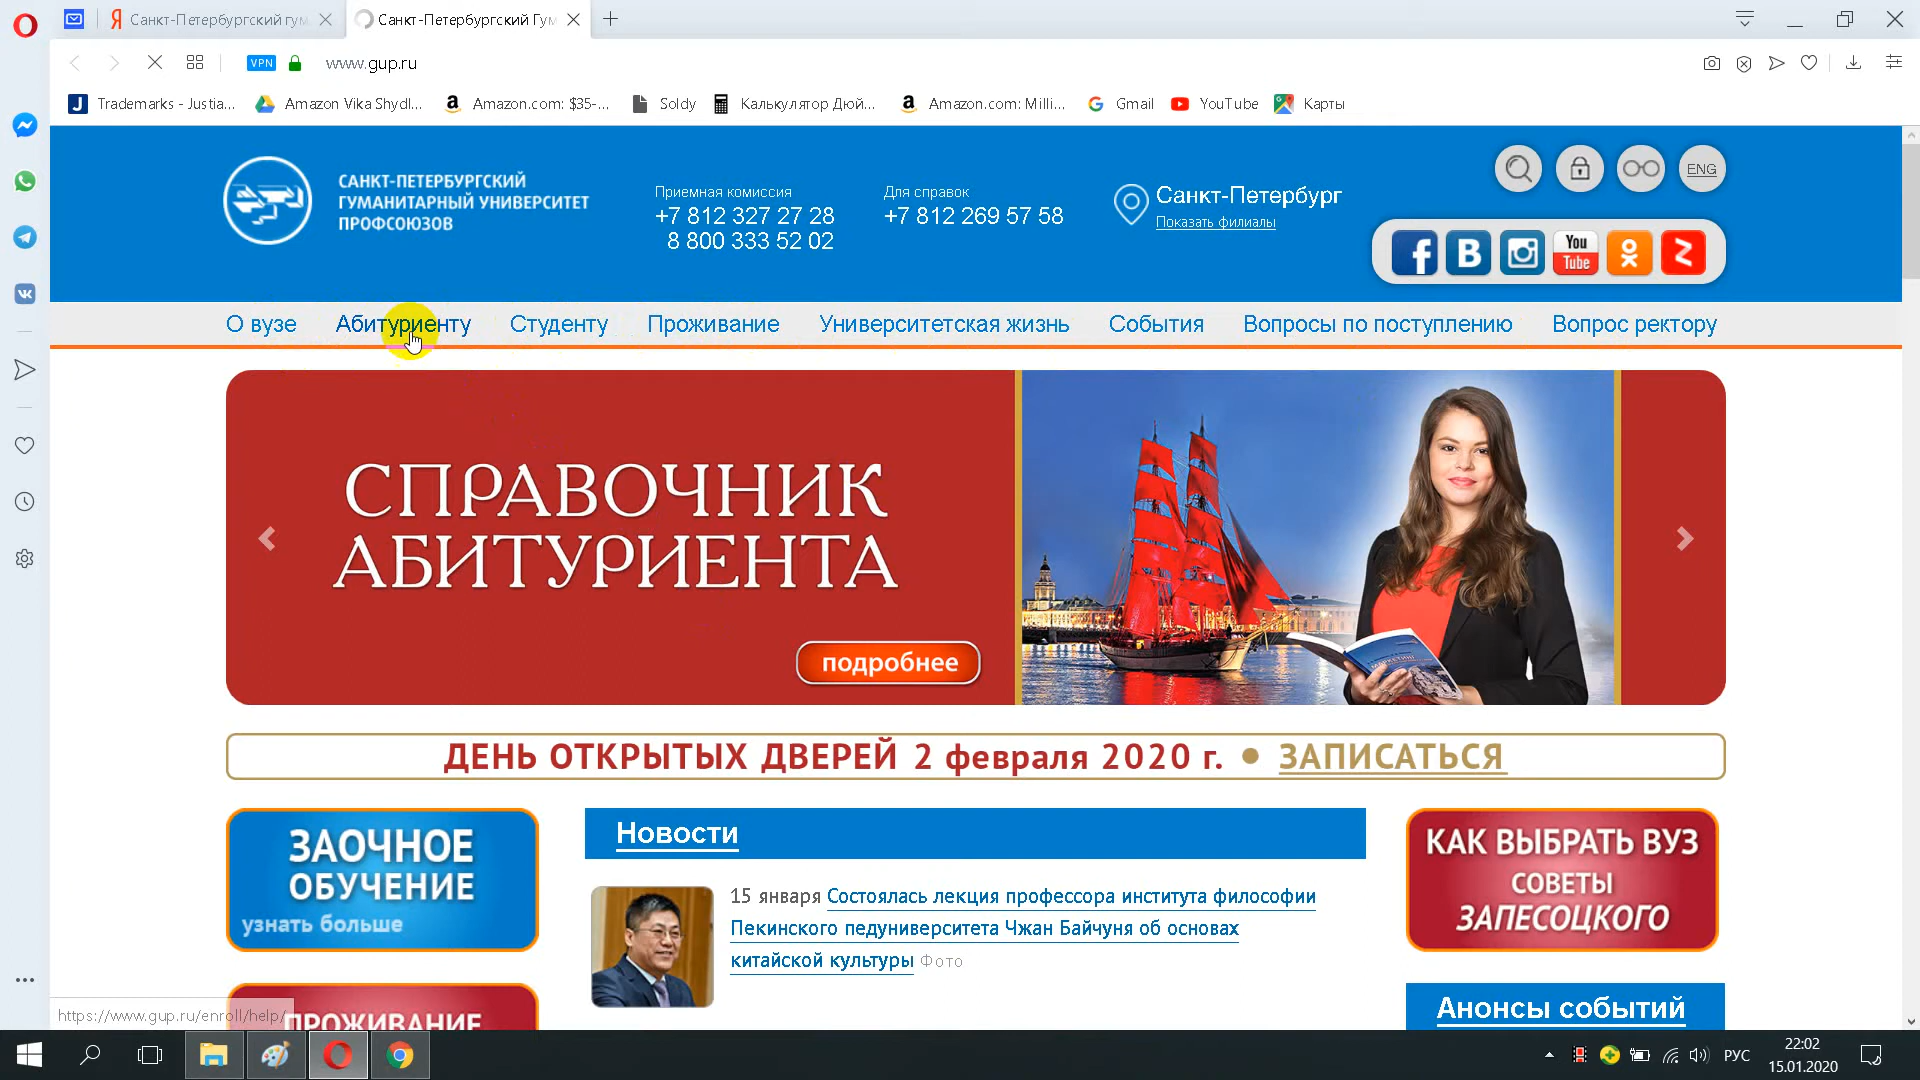 Санкт-Петербургский гум
Санкт-Петербургский Гум
VPN
www.gup.ru
Trademarks - Justia...
Amazon Vika Shydl...
Amazon.com: $35-...
Soldy
Калькулятор Дюй...
Amazon.com: Milli...
Gmail
YouTube
Карты
САНКТ-ПЕТЕРБУРГСКИЙ
ГУМАНИТАРНЫЙ УНИВЕРСИТЕТ
ПРОФСОЮЗОВ
Приемная комиссия
+7 812 327 27 28
8 800 333 52 02
Для справок
+7 812 269 57 58
Санкт-Петербург
Показать филиалы
ENG
You
Tube
О вузе
Абитуриенту
Студенту
Проживание
Университетская жизнь
События
Вопросы по поступлению
Вопрос ректору
СПРАВОЧНИК
АБИТУРИЕНТА
подробнее
ДЕНЬ ОТКРЫТЫХ ДВЕРЕЙ 2 февраля 2020 г. • ЗАПИСАТЬСЯ
ЗАОЧНОЕ
ОБУЧЕНИЕ
узнать больше
Новости
15 января Состоялась лекция профессора института философии
Пекинского педуниверситета Чжан Байчуня об основах
китайской культуры Фото
КАК ВЫБРАТЬ ВУЗ
СОВЕТЫ
ЗАПЕСОЦКОГО
Анонсы событий
ПРОЖИВАНИЕ
https://www.gup.ru/enroll/help/
РУС
22:02
15.01.2020